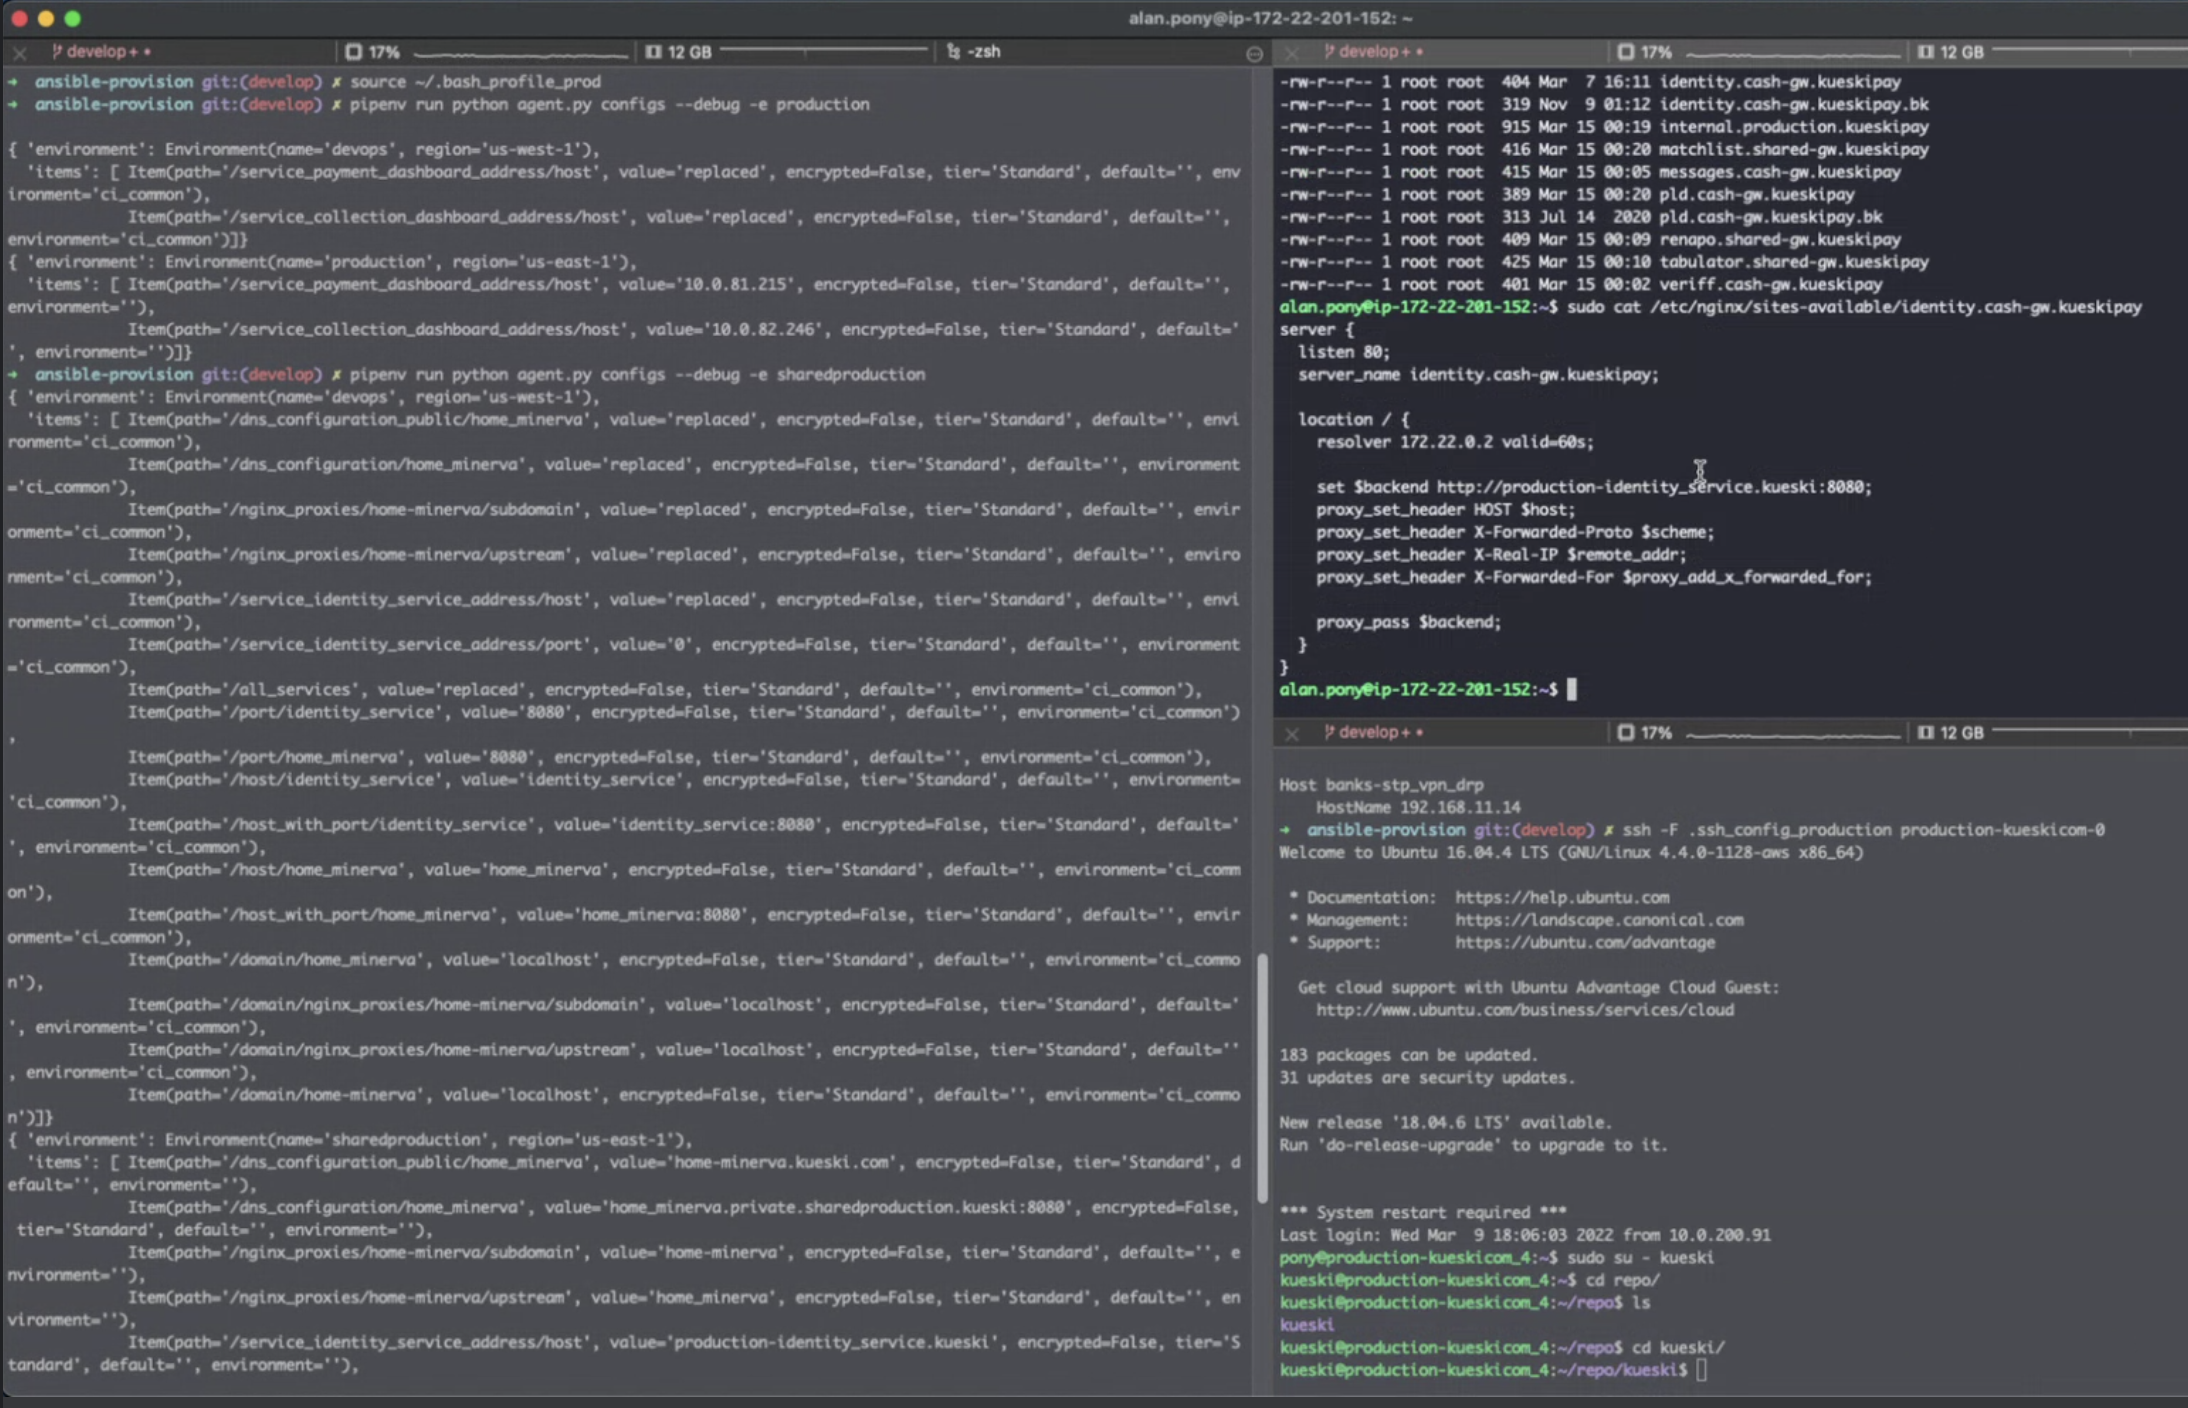 alan.pony@ip-172-22-201-152: ~
develop+ • 17% 12 GB -zsh
➜ ansible-provision git:(develop) ✗ source ~/.bash_profile_prod
➜ ansible-provision git:(develop) ✗ pipenv run python agent.py configs --debug -e production
{ 'environment': Environment(name='devops', region='us-west-1'),
'items': [ Item(path='/service_payment_dashboard_address/host', value='replaced', encrypted=False, tier='Standard', default='', env
ironment='ci_common'),
Item(path='/service_collection_dashboard_address/host', value='replaced', encrypted=False, tier='Standard', default='',
environment='ci_common')]}
{ 'environment': Environment(name='production', region='us-east-1'),
'items': [ Item(path='/service_payment_dashboard_address/host', value='10.0.81.215', encrypted=False, tier='Standard', default='',
environment=''),
Item(path='/service_collection_dashboard_address/host', value='10.0.82.246', encrypted=False, tier='Standard', default='
', environment='')]}
➜ ansible-provision git:(develop) ✗ pipenv run python agent.py configs --debug -e sharedproduction
{ 'environment': Environment(name='devops', region='us-west-1'),
'items': [ Item(path='/dns_configuration_public/home_minerva', value='replaced', encrypted=False, tier='Standard', default='', envi
ronment='ci_common'),
Item(path='/dns_configuration/home_minerva', value='replaced', encrypted=False, tier='Standard', default='', environment
='ci_common'),
Item(path='/nginx_proxies/home-minerva/subdomain', value='replaced', encrypted=False, tier='Standard', default='', envir
onment='ci_common'),
Item(path='/nginx_proxies/home-minerva/upstream', value='replaced', encrypted=False, tier='Standard', default='', enviro
nment='ci_common'),
Item(path='/service_identity_service_address/host', value='replaced', encrypted=False, tier='Standard', default='', envi
ronment='ci_common'),
Item(path='/service_identity_service_address/port', value='0', encrypted=False, tier='Standard', default='', environment
='ci_common'),
Item(path='/all_services', value='replaced', encrypted=False, tier='Standard', default='', environment='ci_common'),
Item(path='/port/identity_service', value='8080', encrypted=False, tier='Standard', default='', environment='ci_common')
,
Item(path='/port/home_minerva', value='8080', encrypted=False, tier='Standard', default='', environment='ci_common'),
Item(path='/host/identity_service', value='identity_service', encrypted=False, tier='Standard', default='', environment=
'ci_common'),
Item(path='/host_with_port/identity_service', value='identity_service:8080', encrypted=False, tier='Standard', default='
', environment='ci_common'),
Item(path='/host/home_minerva', value='home_minerva', encrypted=False, tier='Standard', default='', environment='ci_comm
on'),
Item(path='/host_with_port/home_minerva', value='home_minerva:8080', encrypted=False, tier='Standard', default='', envir
onment='ci_common'),
Item(path='/domain/home_minerva', value='localhost', encrypted=False, tier='Standard', default='', environment='ci_commo
n'),
Item(path='/domain/nginx_proxies/home-minerva/subdomain', value='localhost', encrypted=False, tier='Standard', default='
', environment='ci_common'),
Item(path='/domain/nginx_proxies/home-minerva/upstream', value='localhost', encrypted=False, tier='Standard', default=''
, environment='ci_common'),
Item(path='/domain/home-minerva', value='localhost', encrypted=False, tier='Standard', default='', environment='ci_commo
n')]}
{ 'environment': Environment(name='sharedproduction', region='us-east-1'),
'items': [ Item(path='/dns_configuration_public/home_minerva', value='home-minerva.kueski.com', encrypted=False, tier='Standard', d
efault='', environment=''),
Item(path='/dns_configuration/home_minerva', value='home_minerva.private.sharedproduction.kueski:8080', encrypted=False,
tier='Standard', default='', environment=''),
Item(path='/nginx_proxies/home-minerva/subdomain', value='home-minerva', encrypted=False, tier='Standard', default='', e
nvironment=''),
Item(path='/nginx_proxies/home-minerva/upstream', value='home_minerva', encrypted=False, tier='Standard', default='', en
vironment=''),
Item(path='/service_identity_service_address/host', value='production-identity_service.kueski', encrypted=False, tier='S
tandard', default='', environment=''),
develop+ • 17% 12 GB
-rw-r--r-- 1 root root 404 Mar 7 16:11 identity.cash-gw.kueskipay
-rw-r--r-- 1 root root 319 Nov 9 01:12 identity.cash-gw.kueskipay.bk
-rw-r--r-- 1 root root 915 Mar 15 00:19 internal.production.kueskipay
-rw-r--r-- 1 root root 416 Mar 15 00:20 matchlist.shared-gw.kueskipay
-rw-r--r-- 1 root root 415 Mar 15 00:05 messages.cash-gw.kueskipay
-rw-r--r-- 1 root root 389 Mar 15 00:20 pld.cash-gw.kueskipay
-rw-r--r-- 1 root root 313 Jul 14 2020 pld.cash-gw.kueskipay.bk
-rw-r--r-- 1 root root 409 Mar 15 00:09 renapo.shared-gw.kueskipay
-rw-r--r-- 1 root root 425 Mar 15 00:10 tabulator.shared-gw.kueskipay
-rw-r--r-- 1 root root 401 Mar 15 00:02 veriff.cash-gw.kueskipay
alan.pony@ip-172-22-201-152:~$ sudo cat /etc/nginx/sites-available/identity.cash-gw.kueskipay
server {
listen 80;
server_name identity.cash-gw.kueskipay;
location / {
resolver 172.22.0.2 valid=60s;
set $backend http://production-identity_service.kueski:8080;
proxy_set_header HOST $host;
proxy_set_header X-Forwarded-Proto $scheme;
proxy_set_header X-Real-IP $remote_addr;
proxy_set_header X-Forwarded-For $proxy_add_x_forwarded_for;
proxy_pass $backend;
}
}
alan.pony@ip-172-22-201-152:~$
develop+ • 17% 12 GB
Host banks-stp_vpn_drp
HostName 192.168.11.14
➜ ansible-provision git:(develop) ✗ ssh -F .ssh_config_production production-kueskicom-0
Welcome to Ubuntu 16.04.4 LTS (GNU/Linux 4.4.0-1128-aws x86_64)
* Documentation: https://help.ubuntu.com
* Management: https://landscape.canonical.com
* Support: https://ubuntu.com/advantage
Get cloud support with Ubuntu Advantage Cloud Guest:
http://www.ubuntu.com/business/services/cloud
183 packages can be updated.
31 updates are security updates.
New release '18.04.6 LTS' available.
Run 'do-release-upgrade' to upgrade to it.
*** System restart required ***
Last login: Wed Mar 9 18:06:03 2022 from 10.0.200.91
pony@production-kueskicom_4:~$ sudo su - kueski
kueski@production-kueskicom_4:~$ cd repo/
kueski@production-kueskicom_4:~/repo$ ls
kueski
kueski@production-kueskicom_4:~/repo$ cd kueski/
kueski@production-kueskicom_4:~/repo/kueski$